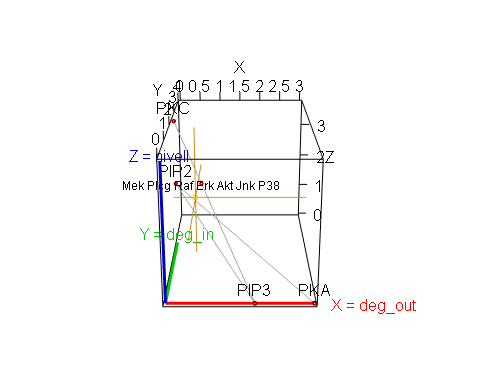 X
Y 4 0 0.5 1 1.5 2 2.5 3
3
PKC
1
3
0
Z = nivell
2 Z
PIP2
Mek Plcg Raf Erk Akt Jnk P38
1
0
Y = deg_in
PIP3
PKA
X = deg_out